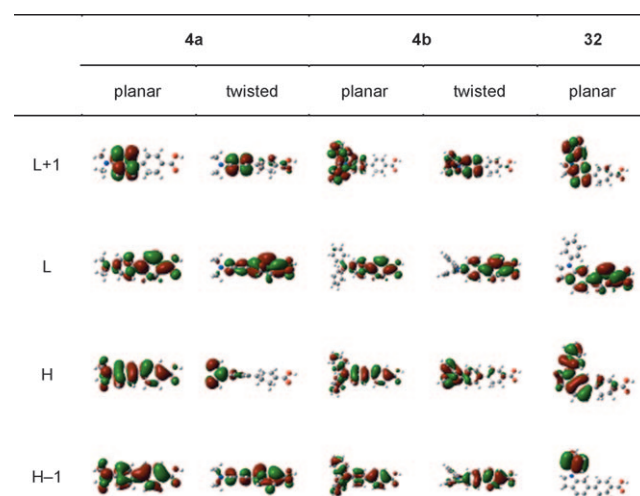 4a 4b 32
planar twisted planar twisted planar
L+1
L
H
H–1